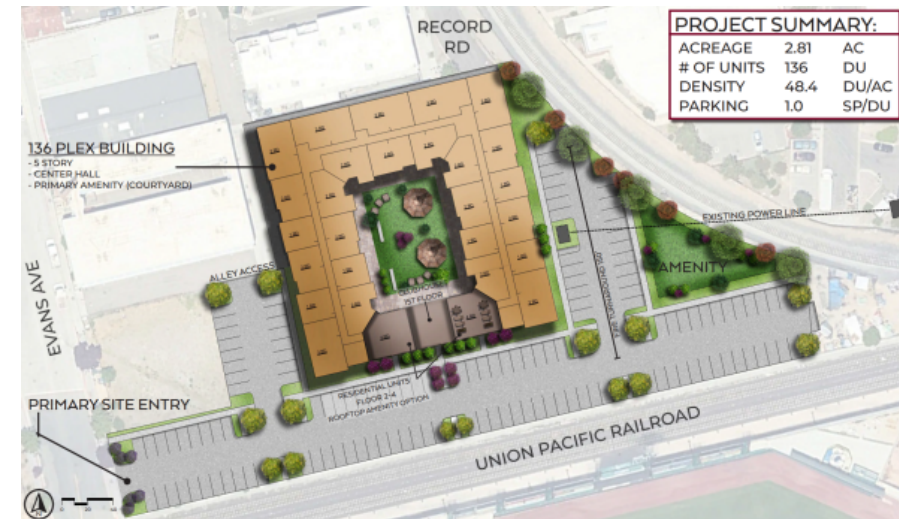 RECORD
RD
PROJECT SUMMARY:
ACREAGE 2.81 AC
# OF UNITS 136 DU
DENSITY 48.4 DU/AC
PARKING 1.0 SP/DU
136 PLEX BUILDING
- 5 STORY
- CENTER HALL
- PRIMARY AMENITY (COURTYARD)
EXISTING POWER LINE
ALLEY ACCESS
AMENITY
EVANS AVE
1ST FLOOR
RESIDENTIAL UNITS
FLOOR 2-4
ROOFTOP AMENITY OPTION
PRIMARY SITE ENTRY
UNION PACIFIC RAILROAD